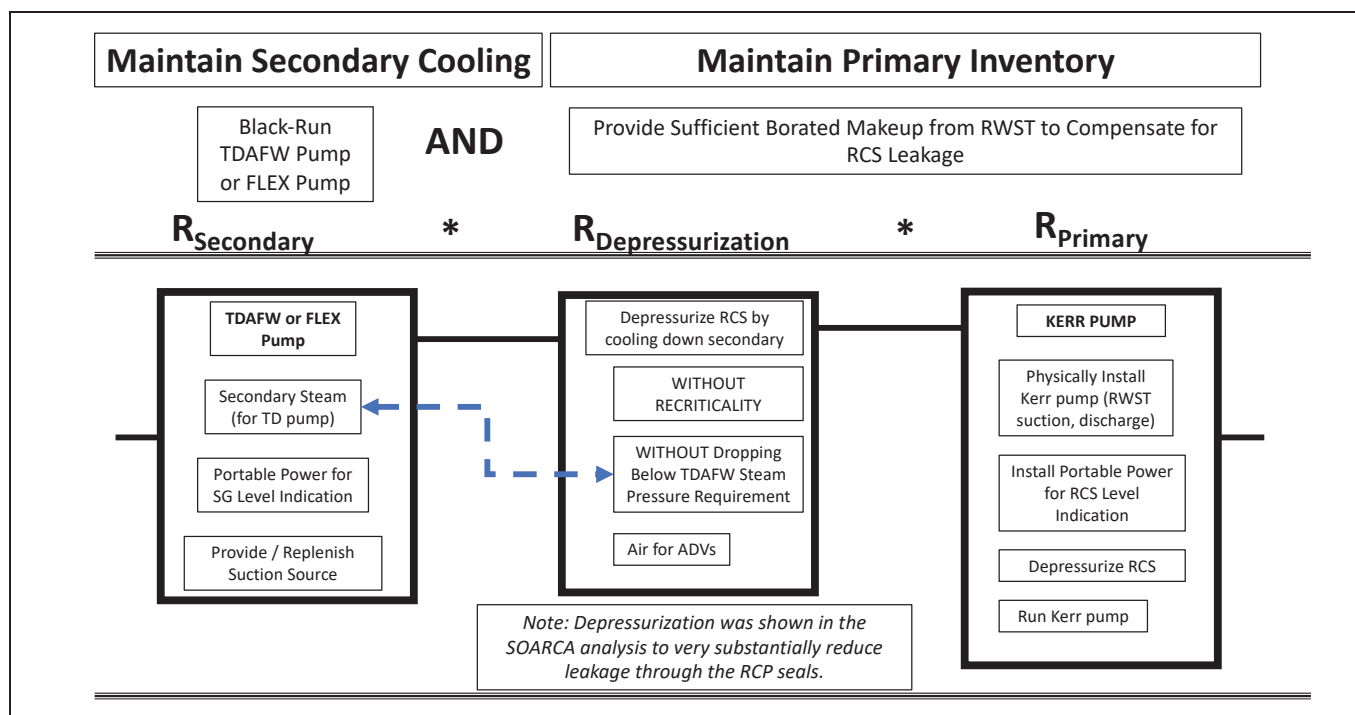 Maintain Secondary Cooling
Maintain Primary Inventory
Black-Run
TDAFW Pump
or FLEX Pump
AND
Provide Sufficient Borated Makeup from RWST to Compensate for
RCS Leakage
RSecondary * RDepressurization * RPrimary
TDAFW or FLEX
Pump
Secondary Steam
(for TD pump)
Portable Power for
SG Level Indication
Provide / Replenish
Suction Source
Depressurize RCS by
cooling down secondary
WITHOUT
RECRITICALITY
WITHOUT Dropping
Below TDAFW Steam
Pressure Requirement
Air for ADVs
KERR PUMP
Physically Install
Kerr pump (RWST
suction, discharge)
Install Portable Power
for RCS Level
Indication
Depressurize RCS
Run Kerr pump
Note: Depressurization was shown in the
SOARCA analysis to very substantially reduce
leakage through the RCP seals.